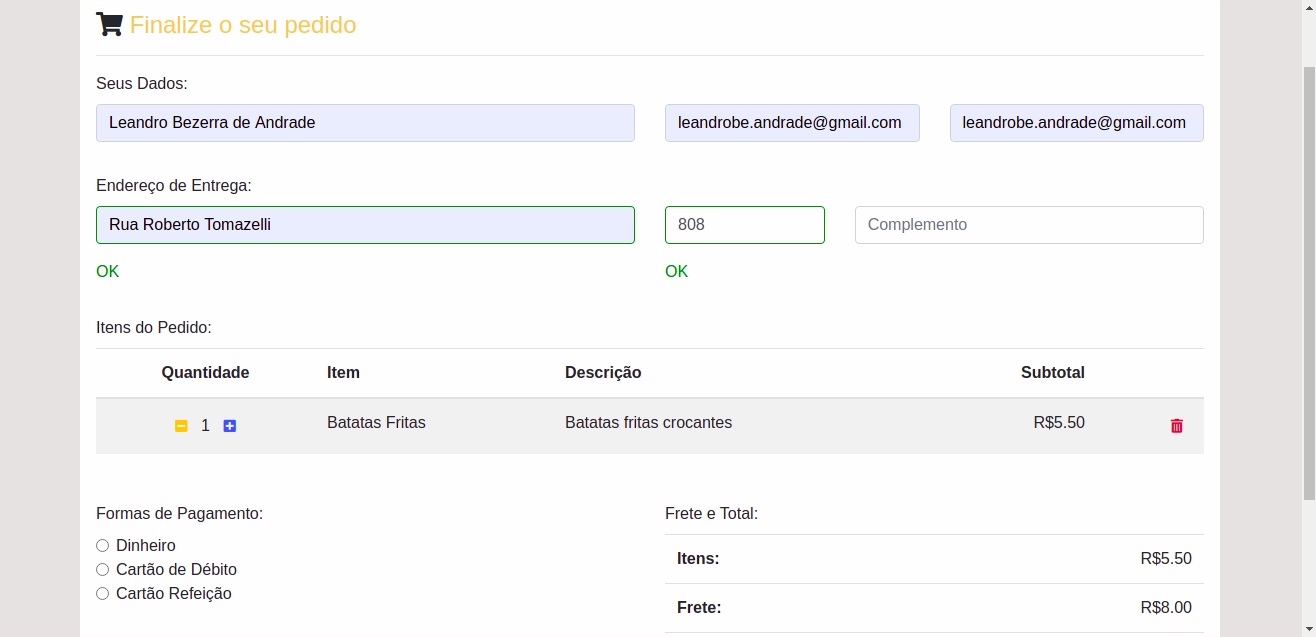 Finalize o seu pedido
Seus Dados:
Leandro Bezerra de Andrade leandrobe.andrade@gmail.com leandrobe.andrade@gmail.com
Endereço de Entrega:
Rua Roberto Tomazelli 808 Complemento
OK OK
Itens do Pedido:
Quantidade Item Descrição Subtotal
1 Batatas Fritas Batatas fritas crocantes R$5.50
Formas de Pagamento:
Dinheiro
Cartão de Débito
Cartão Refeição
Frete e Total:
Itens: R$5.50
Frete: R$8.00